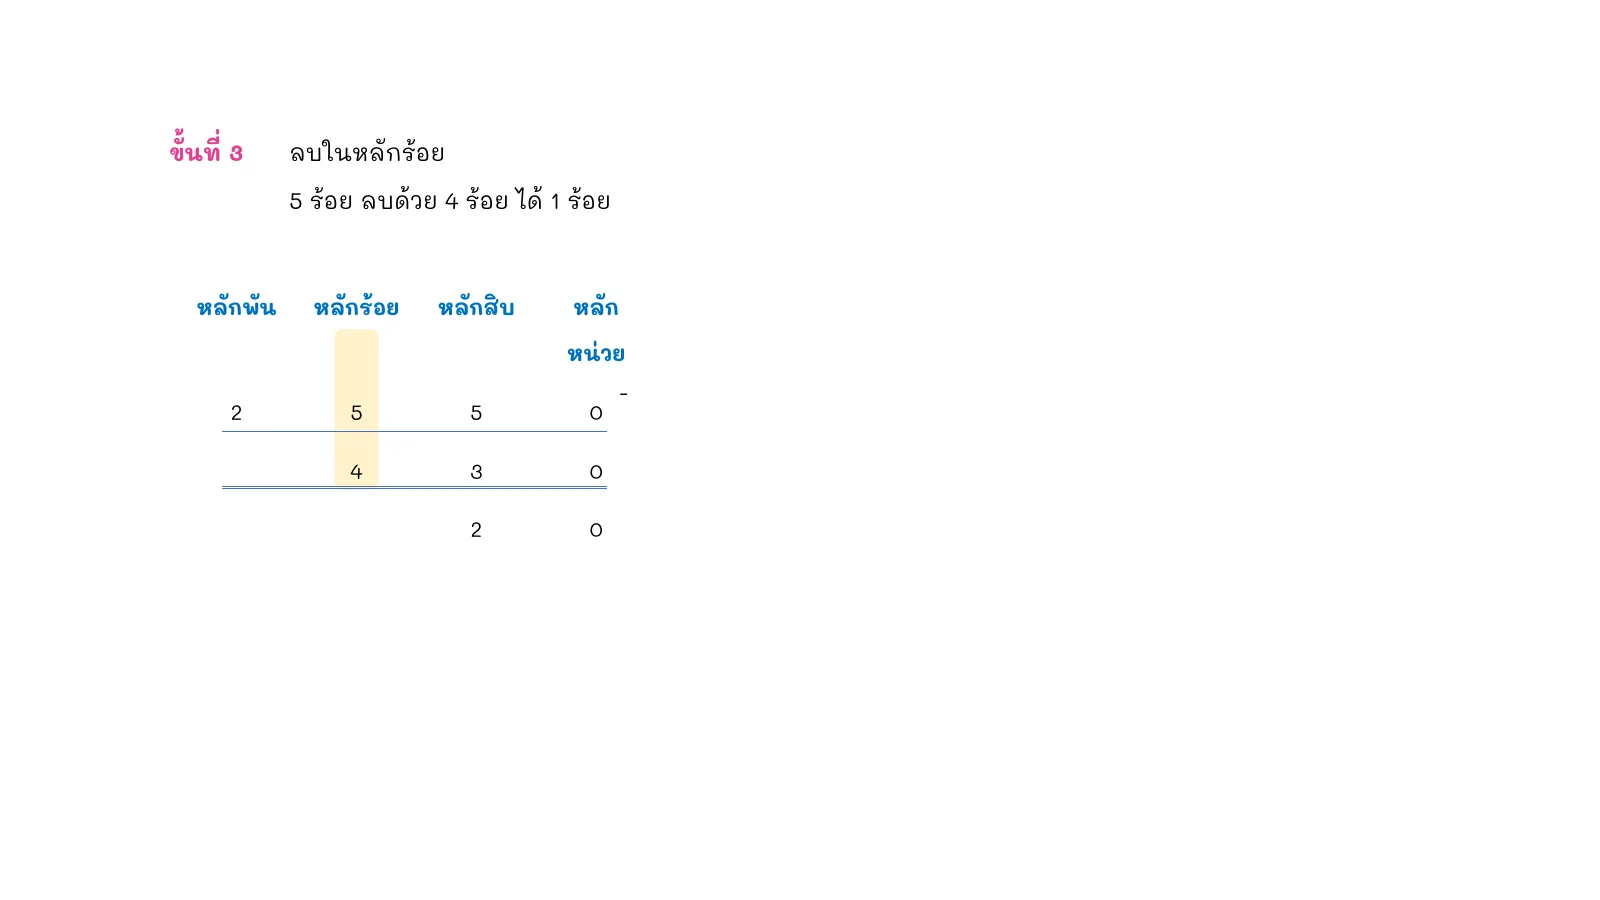 ขั้นที่ 3 ลบในหลักร้อย
5 ร้อย ลบด้วย 4 ร้อย ได้ 1 ร้อย
หลักพัน หลักร้อย หลักสิบ หลัก
หน่วย
-
2 5 5 0
4 3 0
2 0